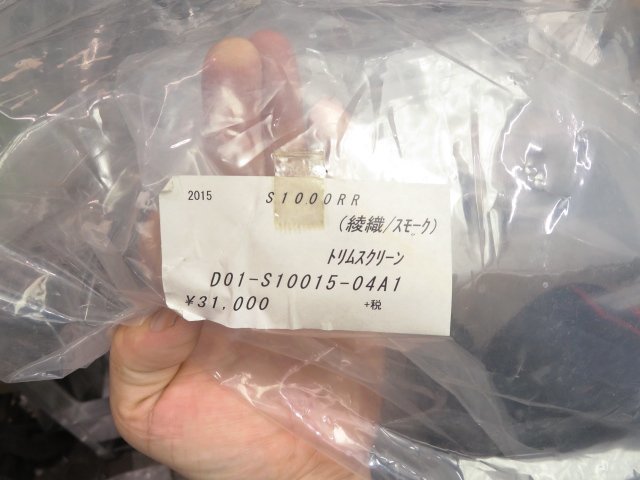 2015 S1000RR
(綾織/スモーク)
トリムスクリーン
D01-S10015-04A1
¥31,000 +税